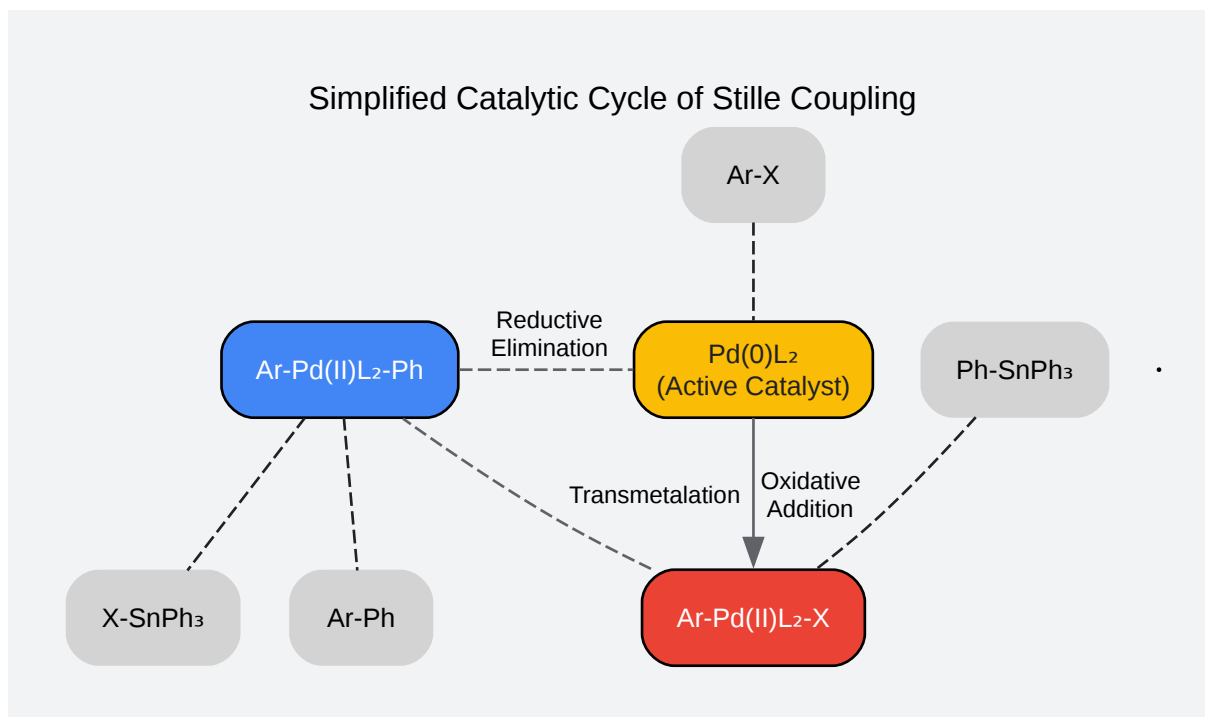 Simplified Catalytic Cycle of Stille Coupling
Ar-X
Reductive
Elimination
Ar-Pd(II)L₂-Ph
Pd(0)L₂
(Active Catalyst)
Ph-SnPh₃
Transmetalation
Oxidative
Addition
X-SnPh₃
Ar-Ph
Ar-Pd(II)L₂-X